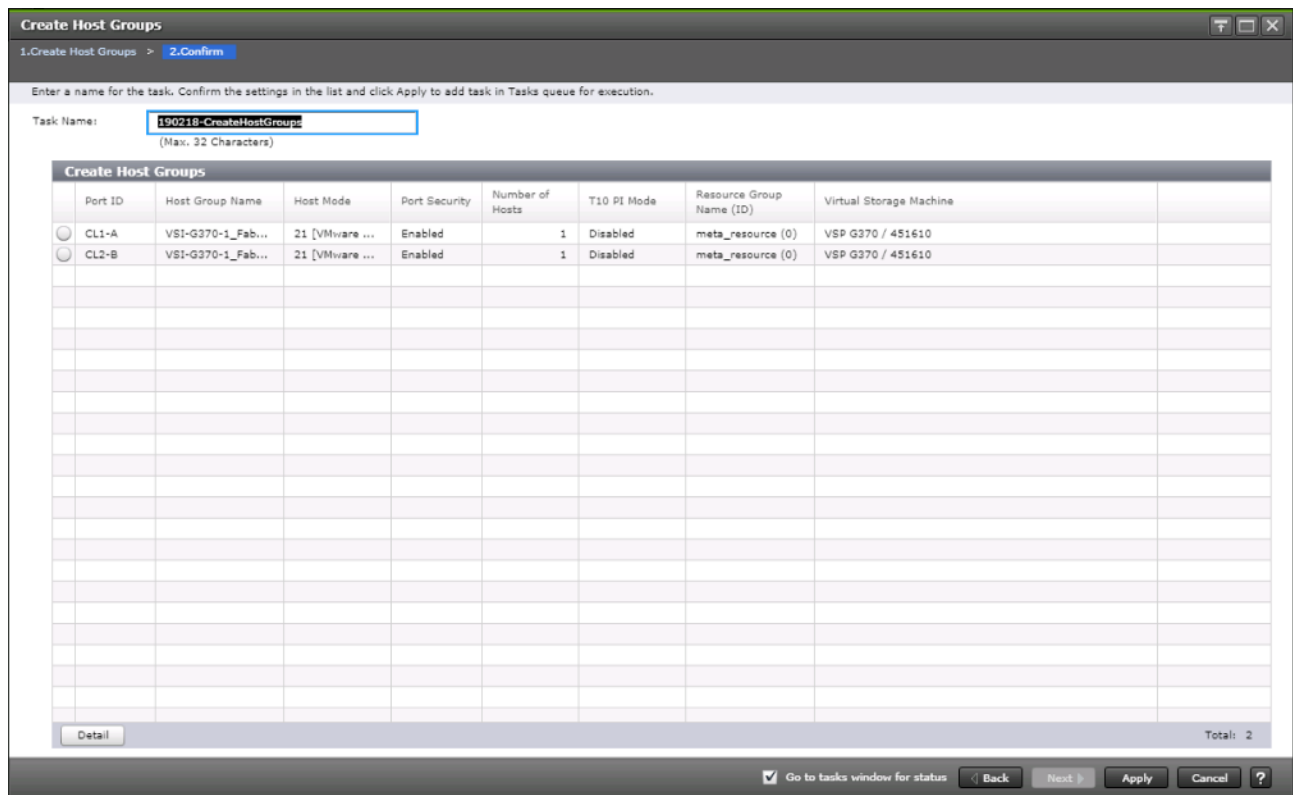 Create Host Groups
1.Create Host Groups > 2.Confirm
Enter a name for the task. Confirm the settings in the list and click Apply to add task in Tasks queue for execution.
Task Name: 190218-CreateHostGroups
(Max. 32 Characters)
Create Host Groups
Port ID Host Group Name Host Mode Port Security Number of Hosts T10 PI Mode Resource Group Name (ID) Virtual Storage Machine
CL1-A VSI-G370-1_Fab... 21 [VMware ... Enabled 1 Disabled meta_resource (0) VSP G370 / 451610
CL2-B VSI-G370-1_Fab... 21 [VMware ... Enabled 1 Disabled meta_resource (0) VSP G370 / 451610
Detail Total: 2
Go to tasks window for status Back Next Apply Cancel ?